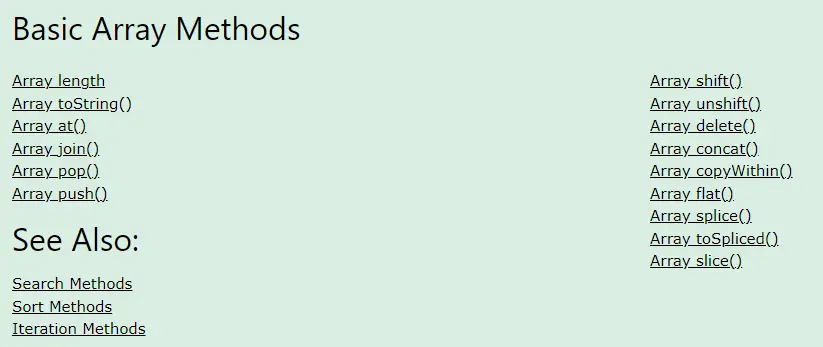 Basic Array Methods
Array length
Array toString()
Array at()
Array join()
Array pop()
Array push()
Array shift()
Array unshift()
Array delete()
Array concat()
Array copyWithin()
Array flat()
Array splice()
Array toSpliced()
Array slice()
See Also:
Search Methods
Sort Methods
Iteration Methods